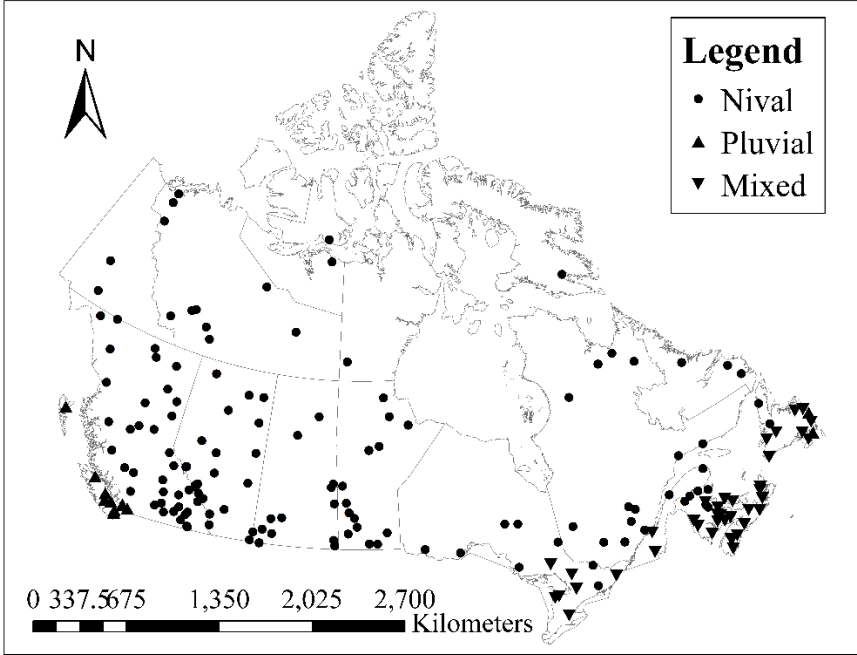 N
Legend
Nival
Pluvial
Mixed
0 337.5675 1,350 2,025 2,700
Kilometers